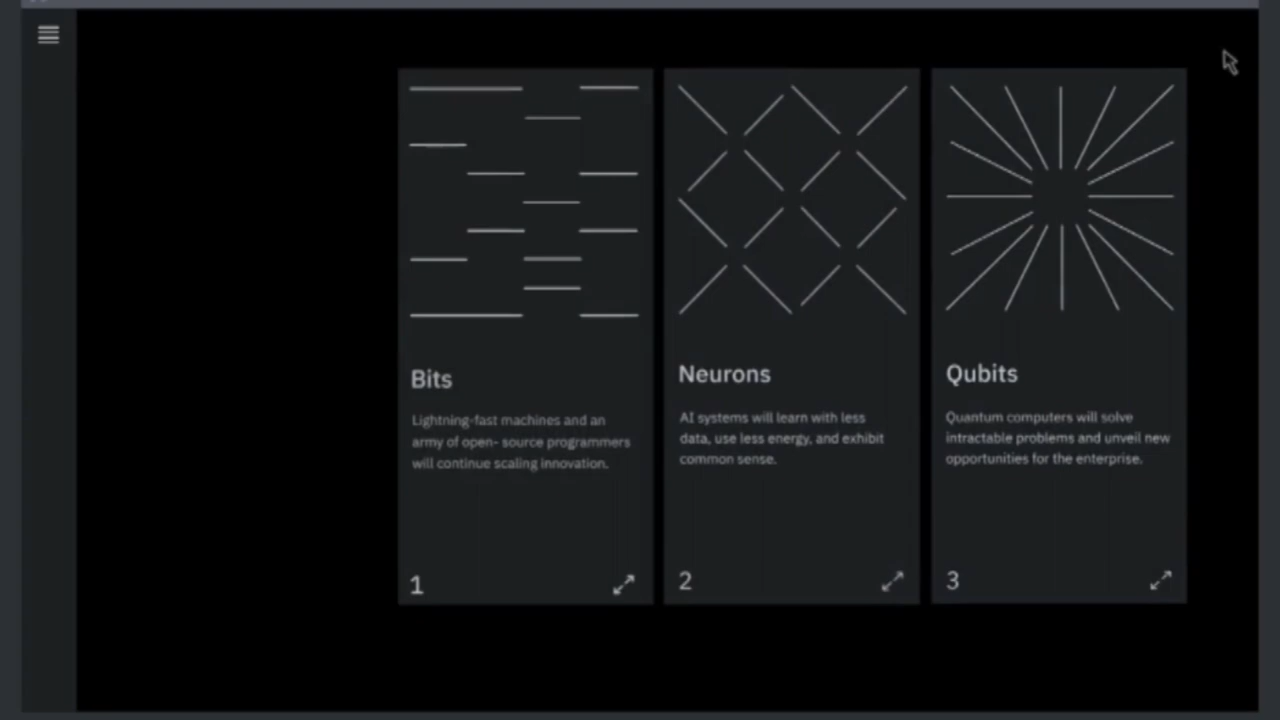 Bits
Lightning-fast machines and an
army of open- source programmers
will continue scaling innovation.
1
Neurons
AI systems will learn with less
data, use less energy, and exhibit
common sense.
2
Qubits
Quantum computers will solve
intractable problems and unveil new
opportunities for the enterprise.
3